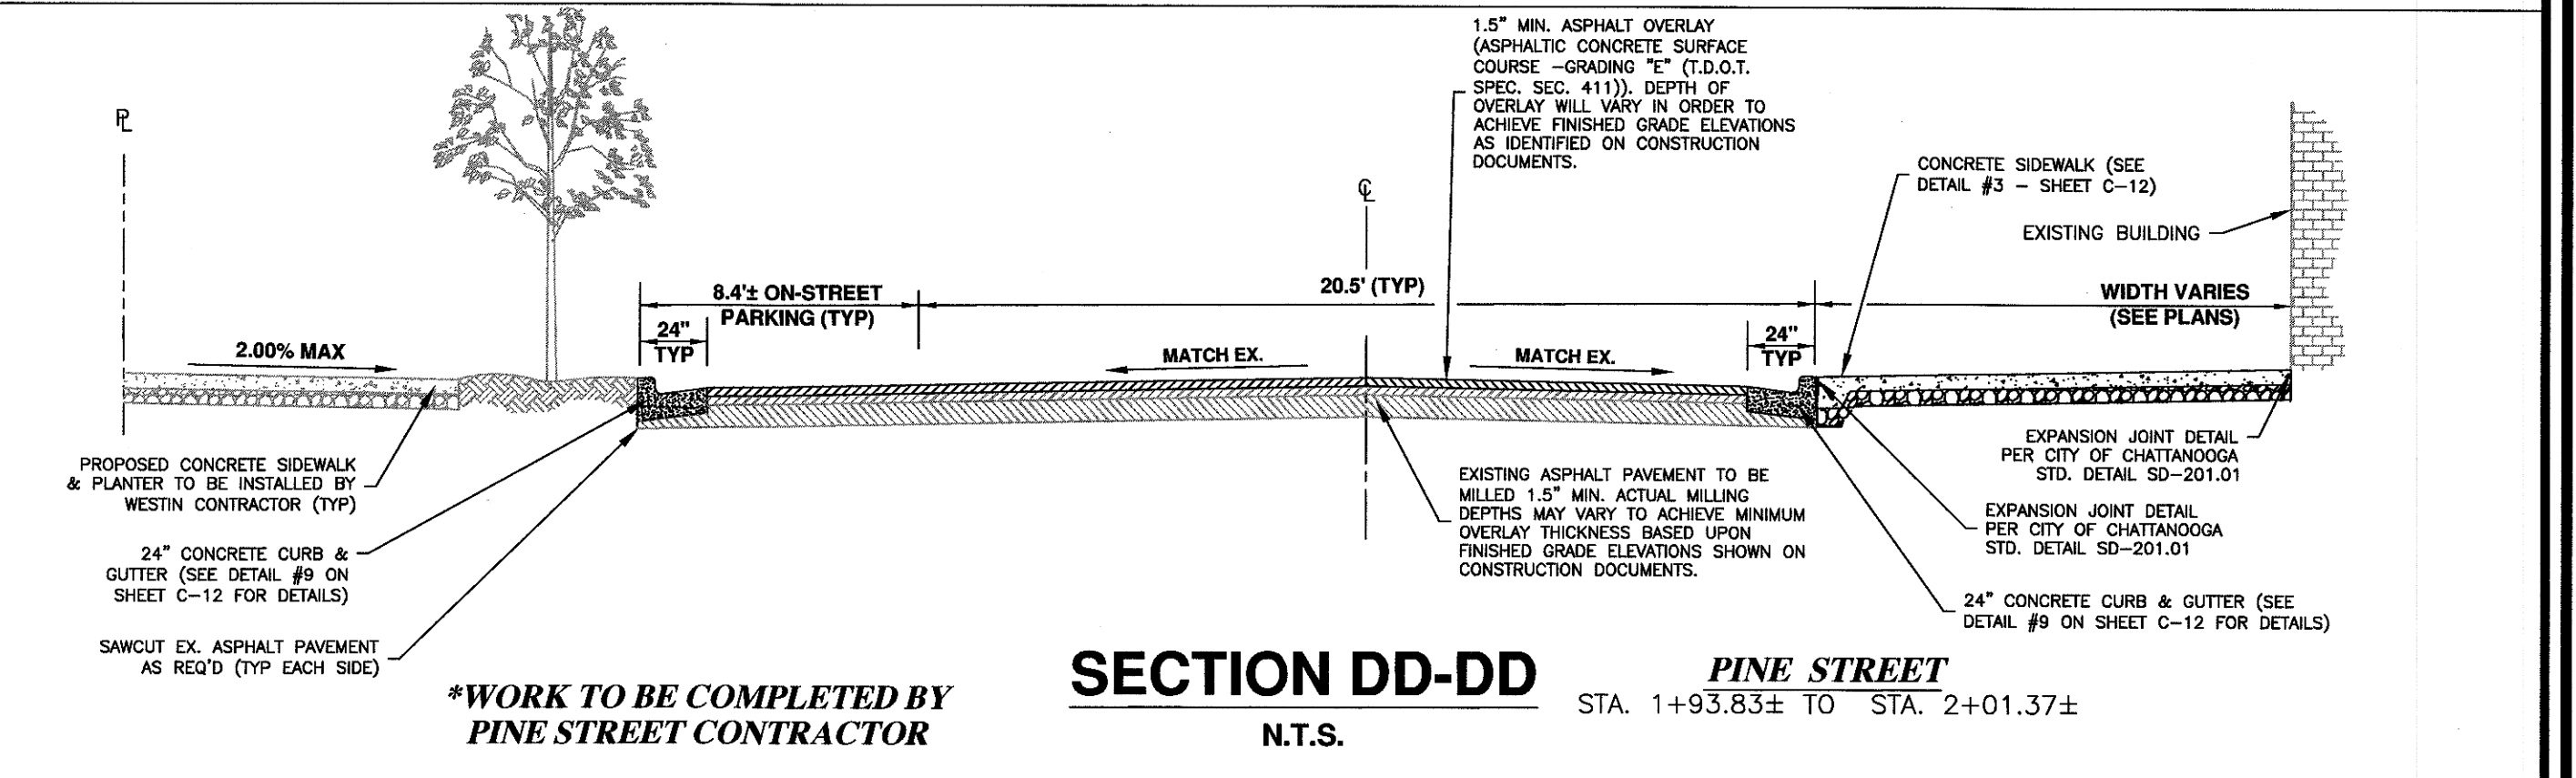 1.5" MIN. ASPHALT OVERLAY
(ASPHALTIC CONCRETE SURFACE
COURSE -GRADING "E" (T.D.O.T.
SPEC. SEC. 411)). DEPTH OF
OVERLAY WILL VARY IN ORDER TO
ACHIEVE FINISHED GRADE ELEVATIONS
AS IDENTIFIED ON CONSTRUCTION
DOCUMENTS.
PL
CL
CONCRETE SIDEWALK (SEE
DETAIL #3 - SHEET C-12)
EXISTING BUILDING
8.4'± ON-STREET
PARKING (TYP)
20.5' (TYP)
WIDTH VARIES
(SEE PLANS)
24"
TYP
24"
TYP
2.00% MAX
MATCH EX.
MATCH EX.
PROPOSED CONCRETE SIDEWALK
& PLANTER TO BE INSTALLED BY
WESTIN CONTRACTOR (TYP)
24" CONCRETE CURB &
GUTTER (SEE DETAIL #9 ON
SHEET C-12 FOR DETAILS)
SAWCUT EX. ASPHALT PAVEMENT
AS REQ'D (TYP EACH SIDE)
EXISTING ASPHALT PAVEMENT TO BE
MILLED 1.5" MIN. ACTUAL MILLING
DEPTHS MAY VARY TO ACHIEVE MINIMUM
OVERLAY THICKNESS BASED UPON
FINISHED GRADE ELEVATIONS SHOWN ON
CONSTRUCTION DOCUMENTS.
EXPANSION JOINT DETAIL
PER CITY OF CHATTANOOGA
STD. DETAIL SD-201.01
EXPANSION JOINT DETAIL
PER CITY OF CHATTANOOGA
STD. DETAIL SD-201.01
24" CONCRETE CURB & GUTTER (SEE
DETAIL #9 ON SHEET C-12 FOR DETAILS)
*WORK TO BE COMPLETED BY
PINE STREET CONTRACTOR
SECTION DD-DD
N.T.S.
PINE STREET
STA. 1+93.83± TO STA. 2+01.37±